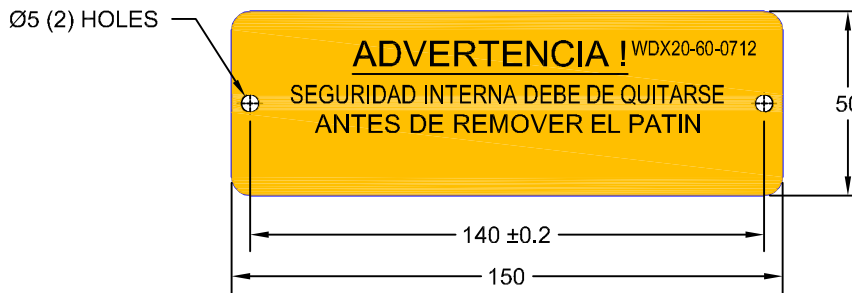 Ø5 (2) HOLES
ADVERTENCIA ! WDX20-60-0712
SEGURIDAD INTERNA DEBE DE QUITARSE
ANTES DE REMOVER EL PATIN
50
140 ±0.2
150